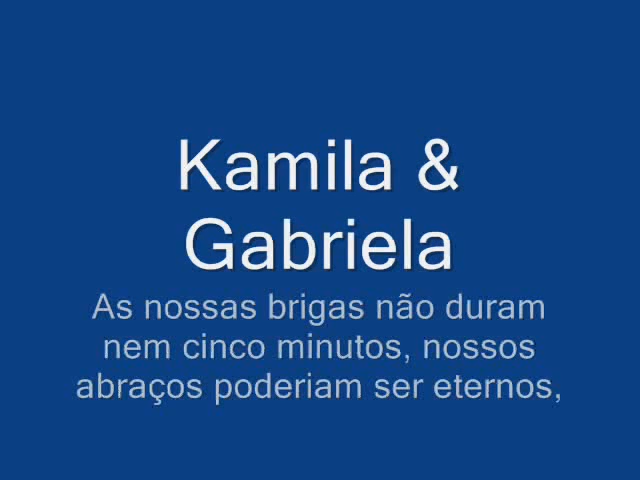 Kamila &
Gabriela
As nossas brigas não duram
nem cinco minutos, nossos
abraços poderiam ser eternos,